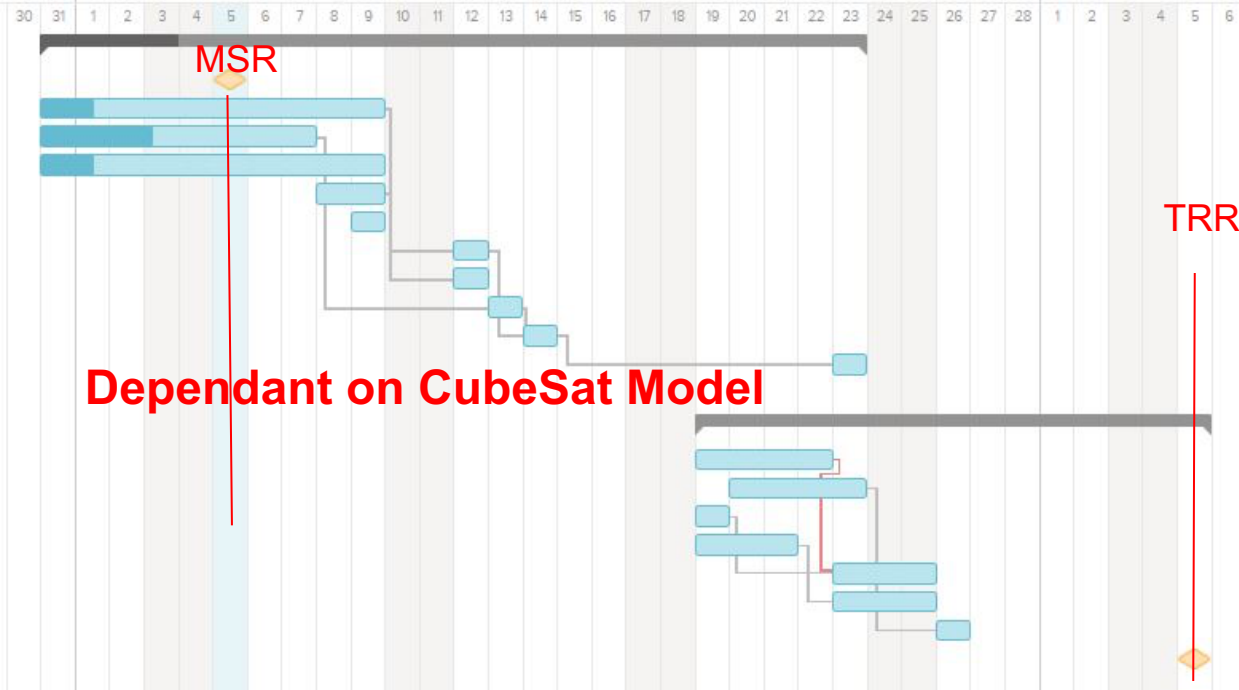 30 31 1 2 3 4 5 6 7 8 9 10 11 12 13 14 15 16 17 18 19 20 21 22 23 24 25 26 27 28 1 2 3 4 5 6
MSR
TRR
Dependant on CubeSat Model